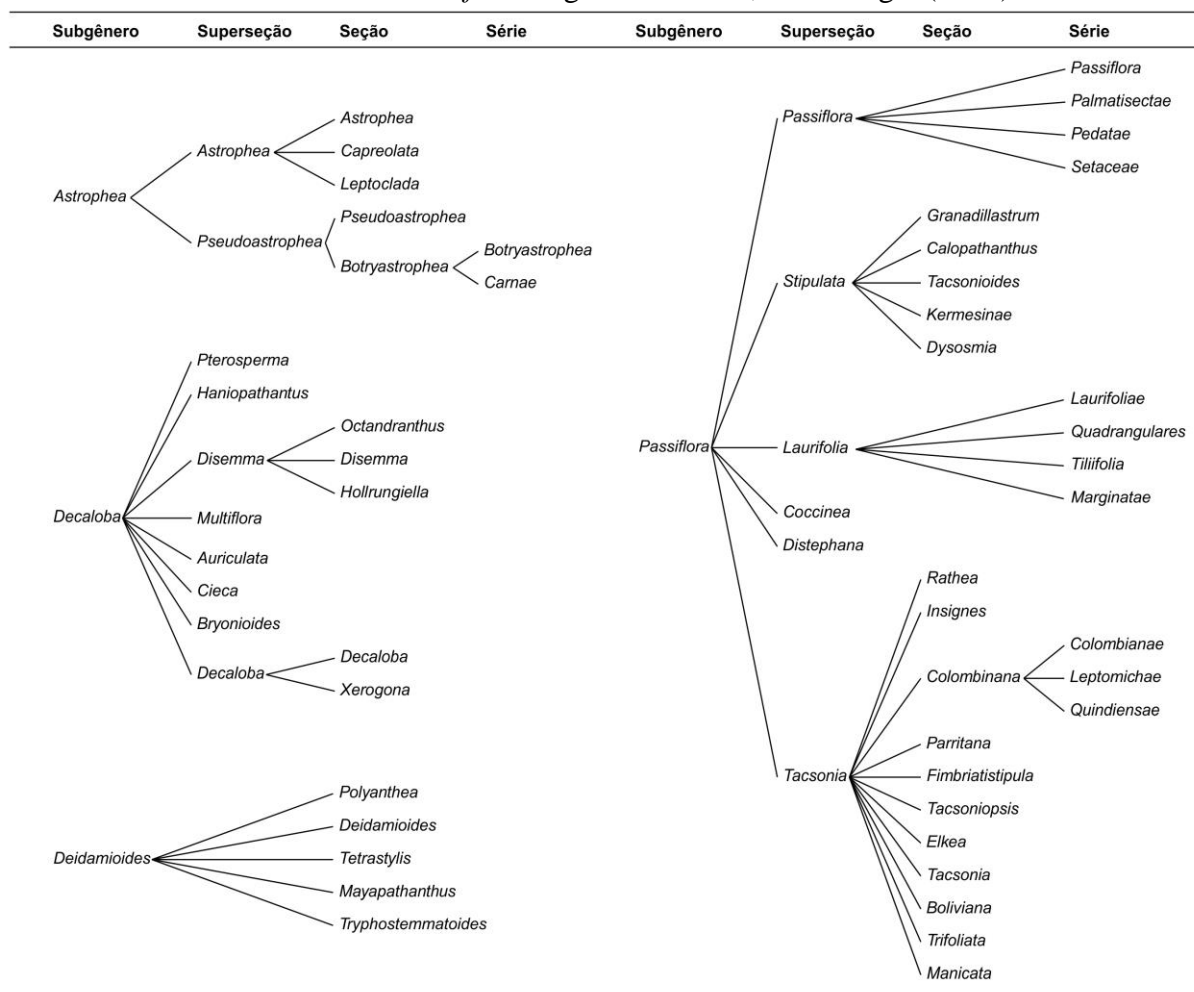 Subgênero Superseção Seção Série Subgênero Superseção Seção Série
Astrophea
Astrophea
Astrophea
Capreolata
Leptoclada
Pseudoastrophea
Pseudoastrophea
Botryastrophea
Botryastrophea
Carnae
Decaloba
Pterosperma
Haniopathantus
Disemma
Octandranthus
Disemma
Hollrungiella
Multiflora
Auriculata
Cieca
Bryonioides
Decaloba
Decaloba
Xerogona
Deidamioides
Polyanthea
Deidamioides
Tetrastylis
Mayapathanthus
Tryphostemmatoides
Passiflora
Passiflora
Passiflora
Palmatisectae
Pedatae
Setaceae
Stipulata
Granadillastrum
Calopathanthus
Tacsonioides
Kermesinae
Dysosmia
Laurifolia
Laurifoliae
Quadrangulares
Tiliifolia
Marginatae
Coccinea
Distephana
Tacsonia
Rathea
Insignes
Colombinana
Colombianae
Leptomichae
Quindiensae
Parritana
Fimbriatistipula
Tacsoniopsis
Elkea
Tacsonia
Boliviana
Trifoliata
Manicata